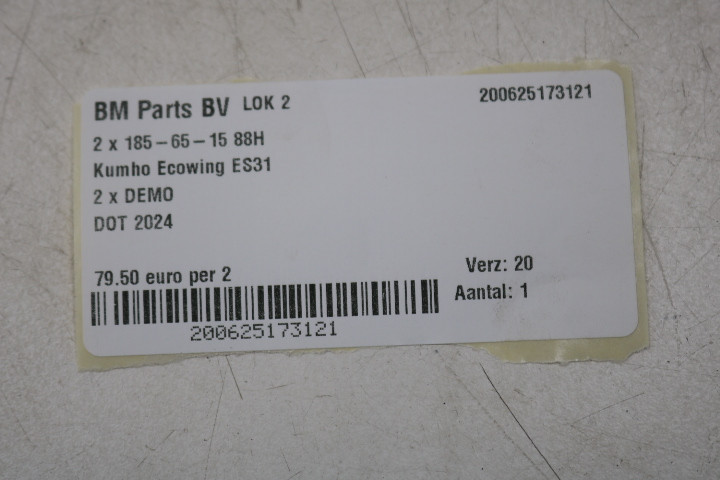 BM Parts BV LOK 2 200625173121
2 x 185-65-15 88H
Kumho Ecowing ES31
2 x DEMO
DOT 2024
79.50 euro per 2 Verz: 20
Aantal: 1
200625173121